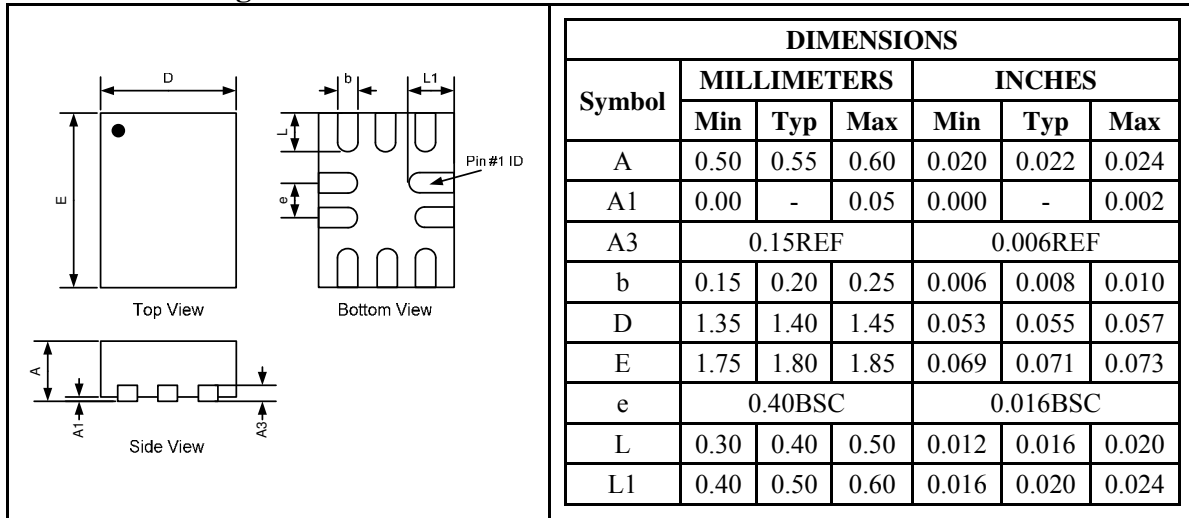 D
E
Top View
b
L1
L
e
Pin #1 ID
Bottom View
A
A1
A3
Side View
DIMENSIONS
Symbol MILLIMETERS INCHES
Min Typ Max Min Typ Max
A 0.50 0.55 0.60 0.020 0.022 0.024
A1 0.00 - 0.05 0.000 - 0.002
A3 0.15REF 0.006REF
b 0.15 0.20 0.25 0.006 0.008 0.010
D 1.35 1.40 1.45 0.053 0.055 0.057
E 1.75 1.80 1.85 0.069 0.071 0.073
e 0.40BSC 0.016BSC
L 0.30 0.40 0.50 0.012 0.016 0.020
L1 0.40 0.50 0.60 0.016 0.020 0.024